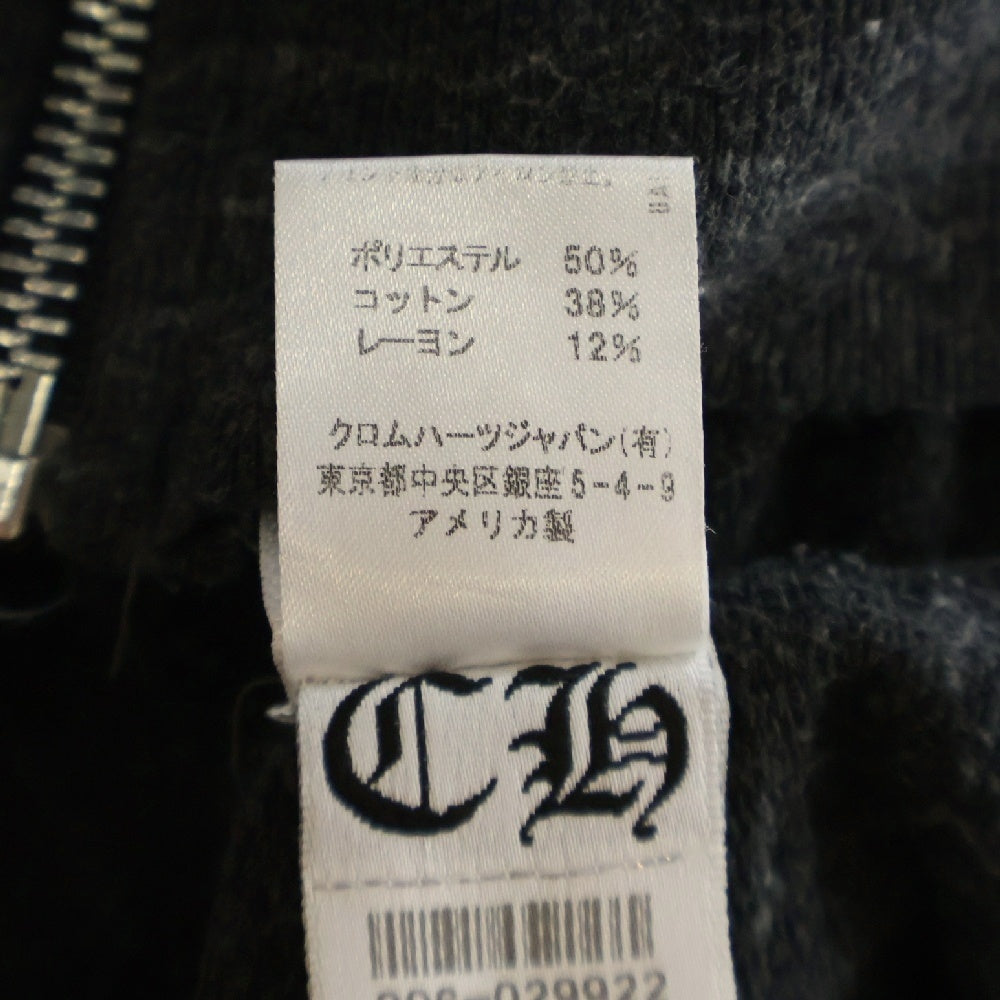 ポリエステル 50%
コットン 38%
レーヨン 12%
クロムハーツジャパン(有)
東京都中央区銀座5-4-9
アメリカ製
CH